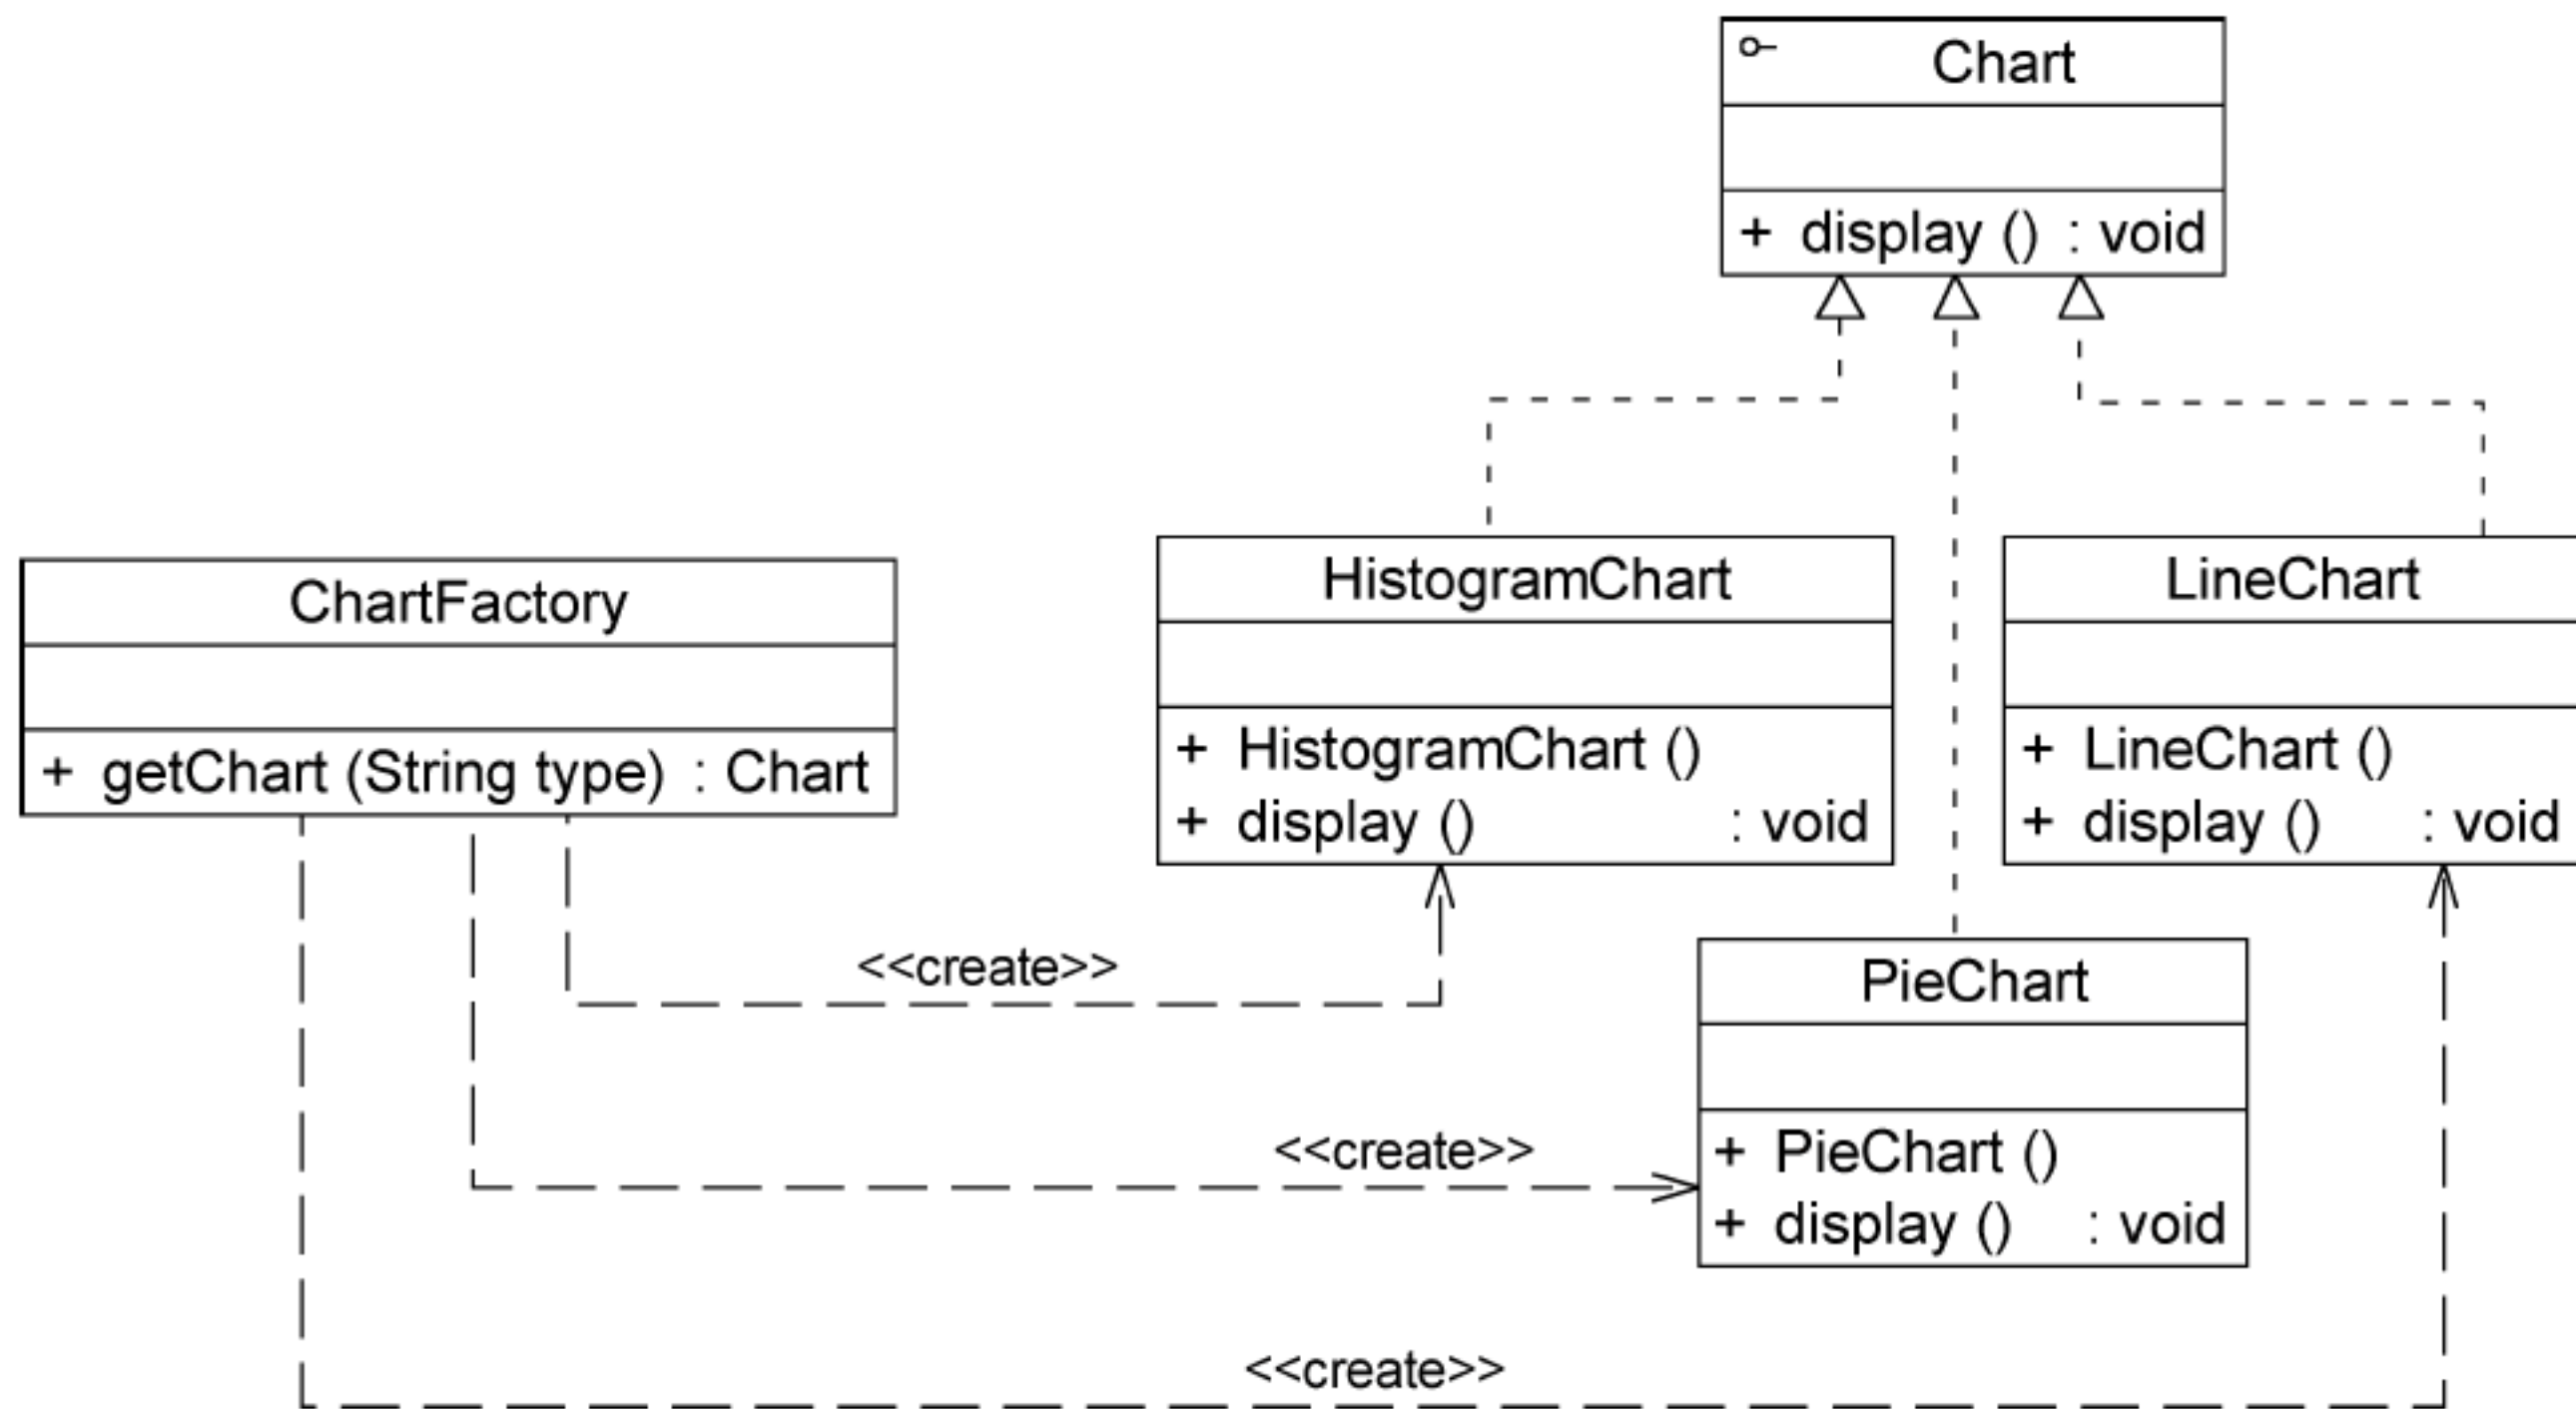 Chart
+ display () : void
ChartFactory
+ getChart (String type) : Chart
HistogramChart
+ HistogramChart ()
+ display () : void
LineChart
+ LineChart ()
+ display () : void
<<create>>
PieChart
+ PieChart ()
+ display () : void
<<create>>
<<create>>